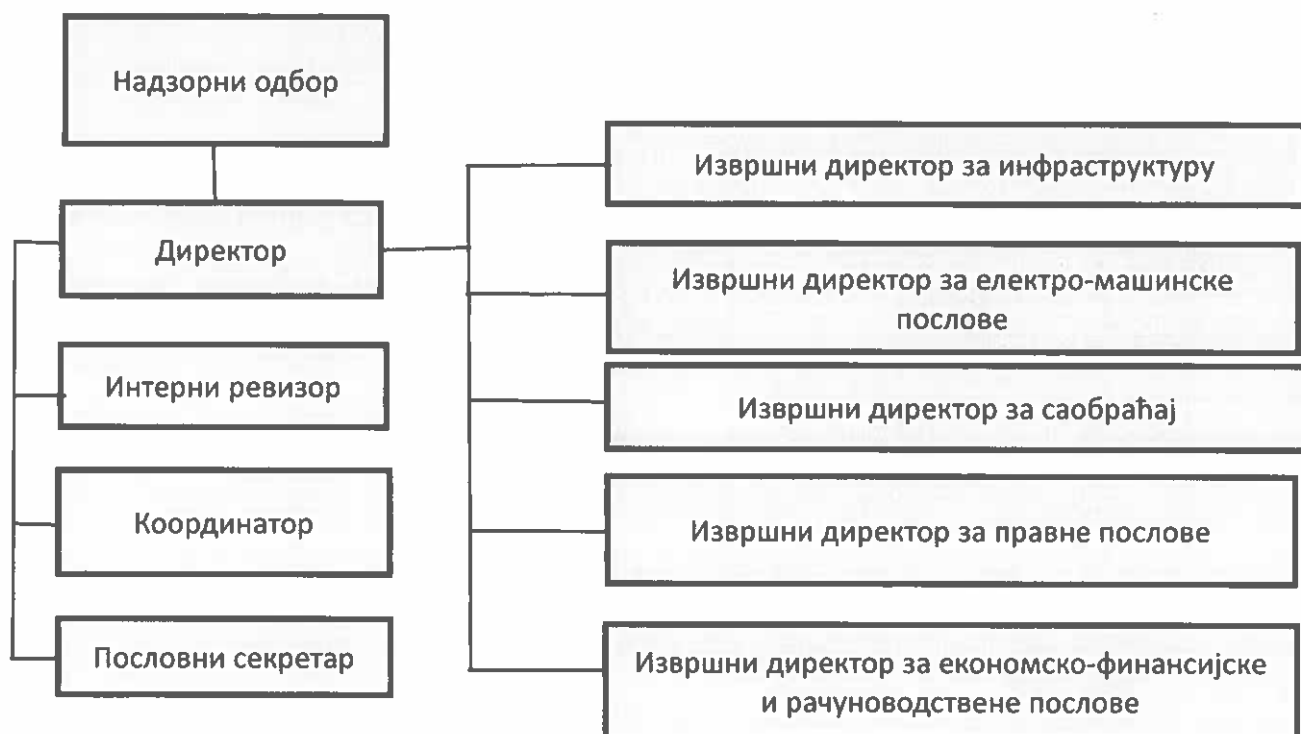 Надзорни одбор
Директор
Интерни ревизор
Координатор
Пословни секретар
Извршни директор за инфраструктуру
Извршни директор за електро-машинске
послове
Извршни директор за саобраћај
Извршни директор за правне послове
Извршни директор за економско-финансијске
и рачуноводствене послове